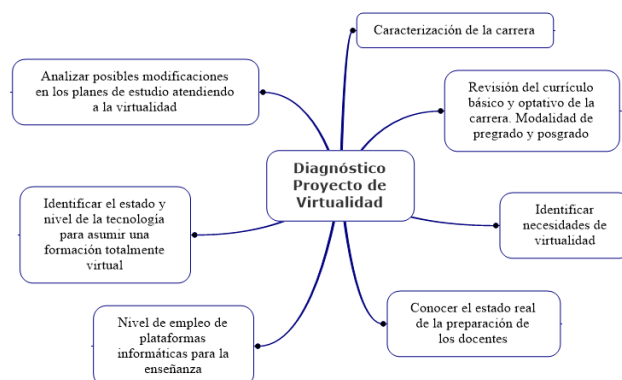 Caracterización de la carrera
Analizar posibles modificaciones
en los planes de estudio atendiendo
a la virtualidad
Revisión del currículo
básico y optativo de la
carrera. Modalidad de
pregrado y posgrado
Diagnóstico
Proyecto de
Virtualidad
Identificar el estado y
nivel de la tecnología
para asumir una
formación totalmente
virtual
Identificar
necesidades de
virtualidad
Conocer el estado real
de la preparación de
los docentes
Nivel de empleo de
plataformas
informáticas para la
enseñanza